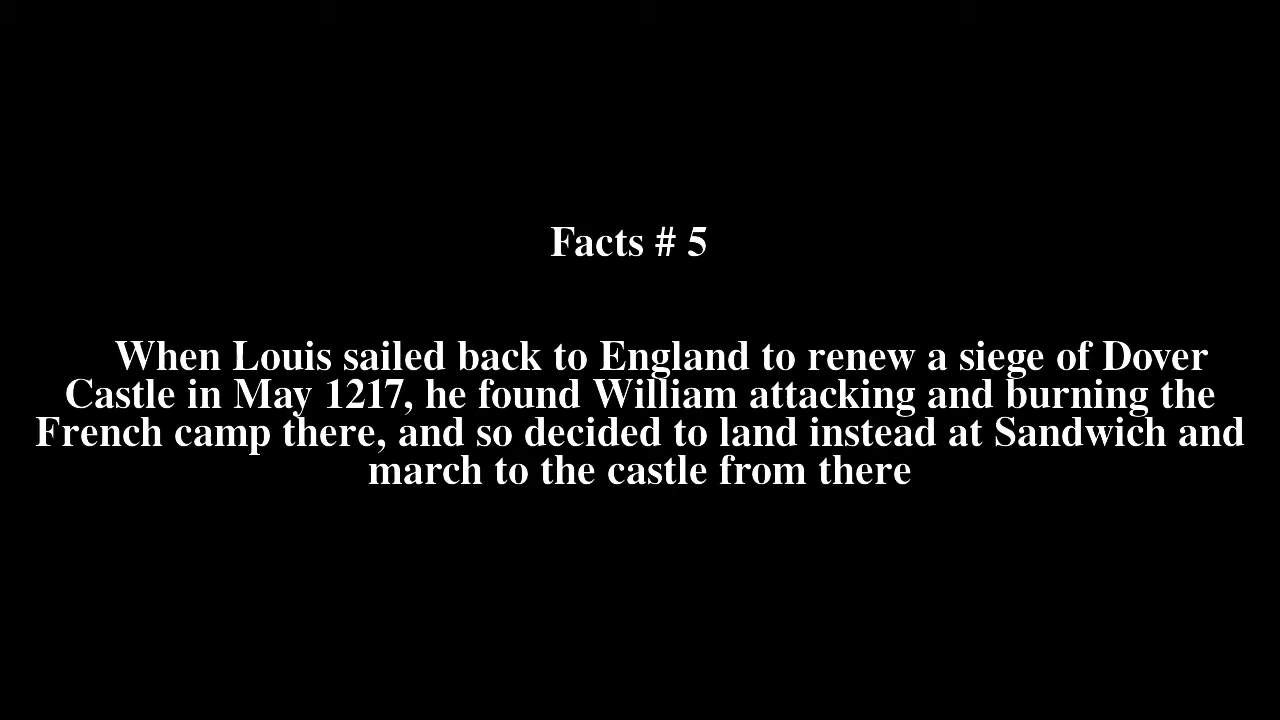 Facts # 5
When Louis sailed back to England to renew a siege of Dover
Castle in May 1217, he found William attacking and burning the
French camp there, and so decided to land instead at Sandwich and
march to the castle from there